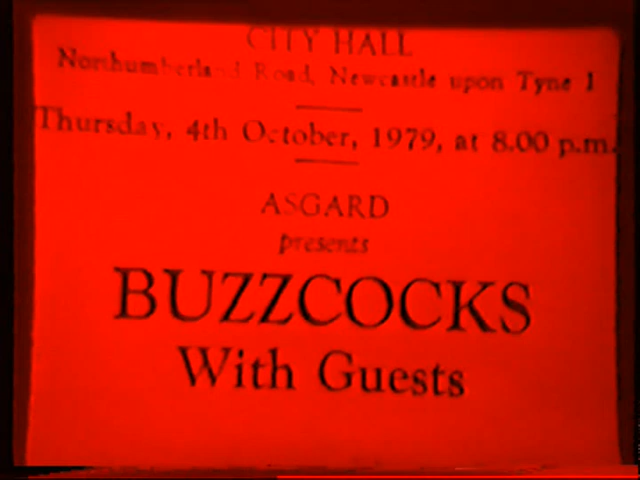 CITY HALL
Northumberland Road, Newcastle upon Tyne 1
Thursday, 4th October, 1979, at 8.00 p.m.
ASGARD
presents
BUZZCOCKS
With Guests